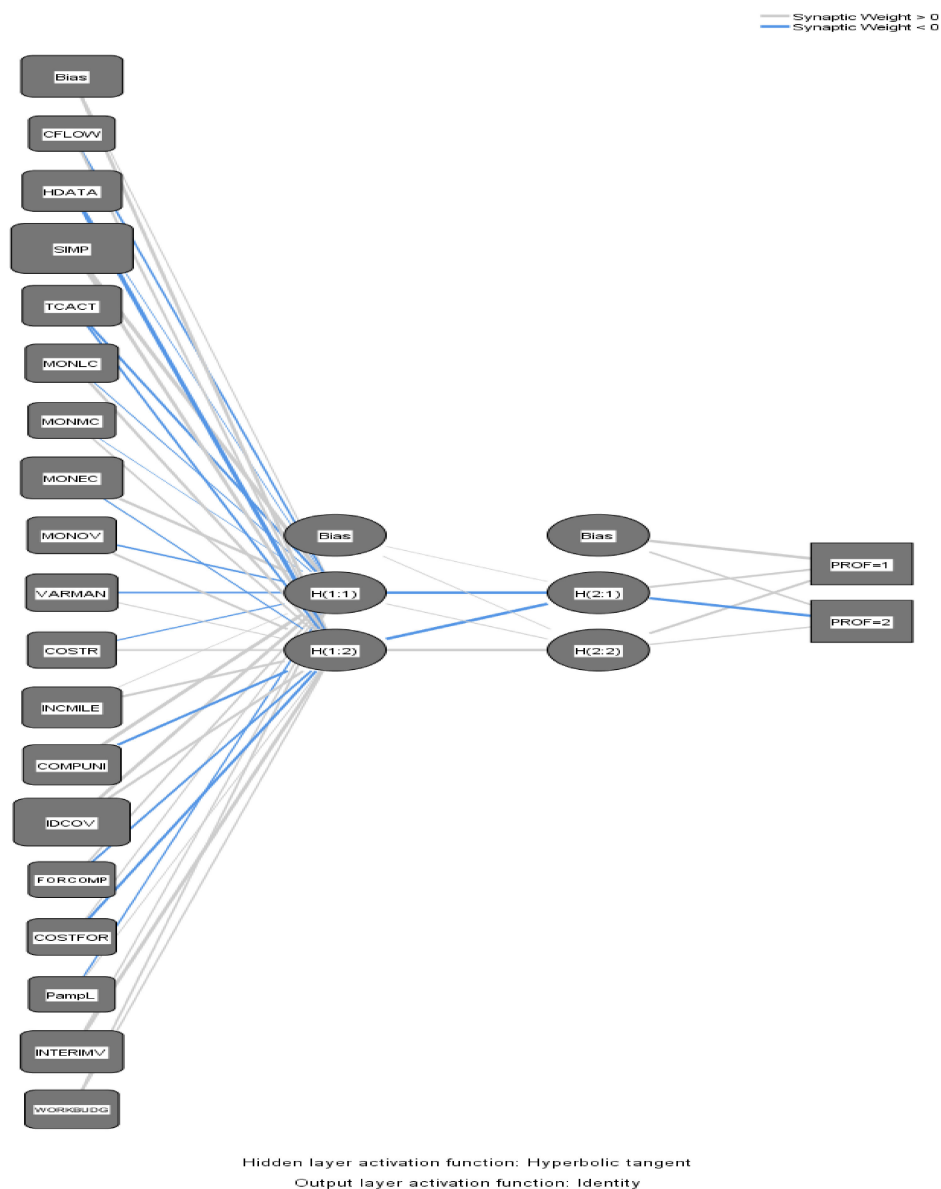 Synaptic Weight > 0
Synaptic Weight < 0
Bias
CFLOW
HDATA
SIMP
TCACT
MONLC
MONMC
MONEC
MONOV
VARMAN
COSTR
INCMILE
COMPUNI
IDCOV
FORCOMP
COSTFOR
PampL
INTERIMV
WORKBUDG
Bias
H(1:1)
H(1:2)
Bias
H(2:1)
H(2:2)
PROF=1
PROF=2
Hidden layer activation function: Hyperbolic tangent
Output layer activation function: Identity